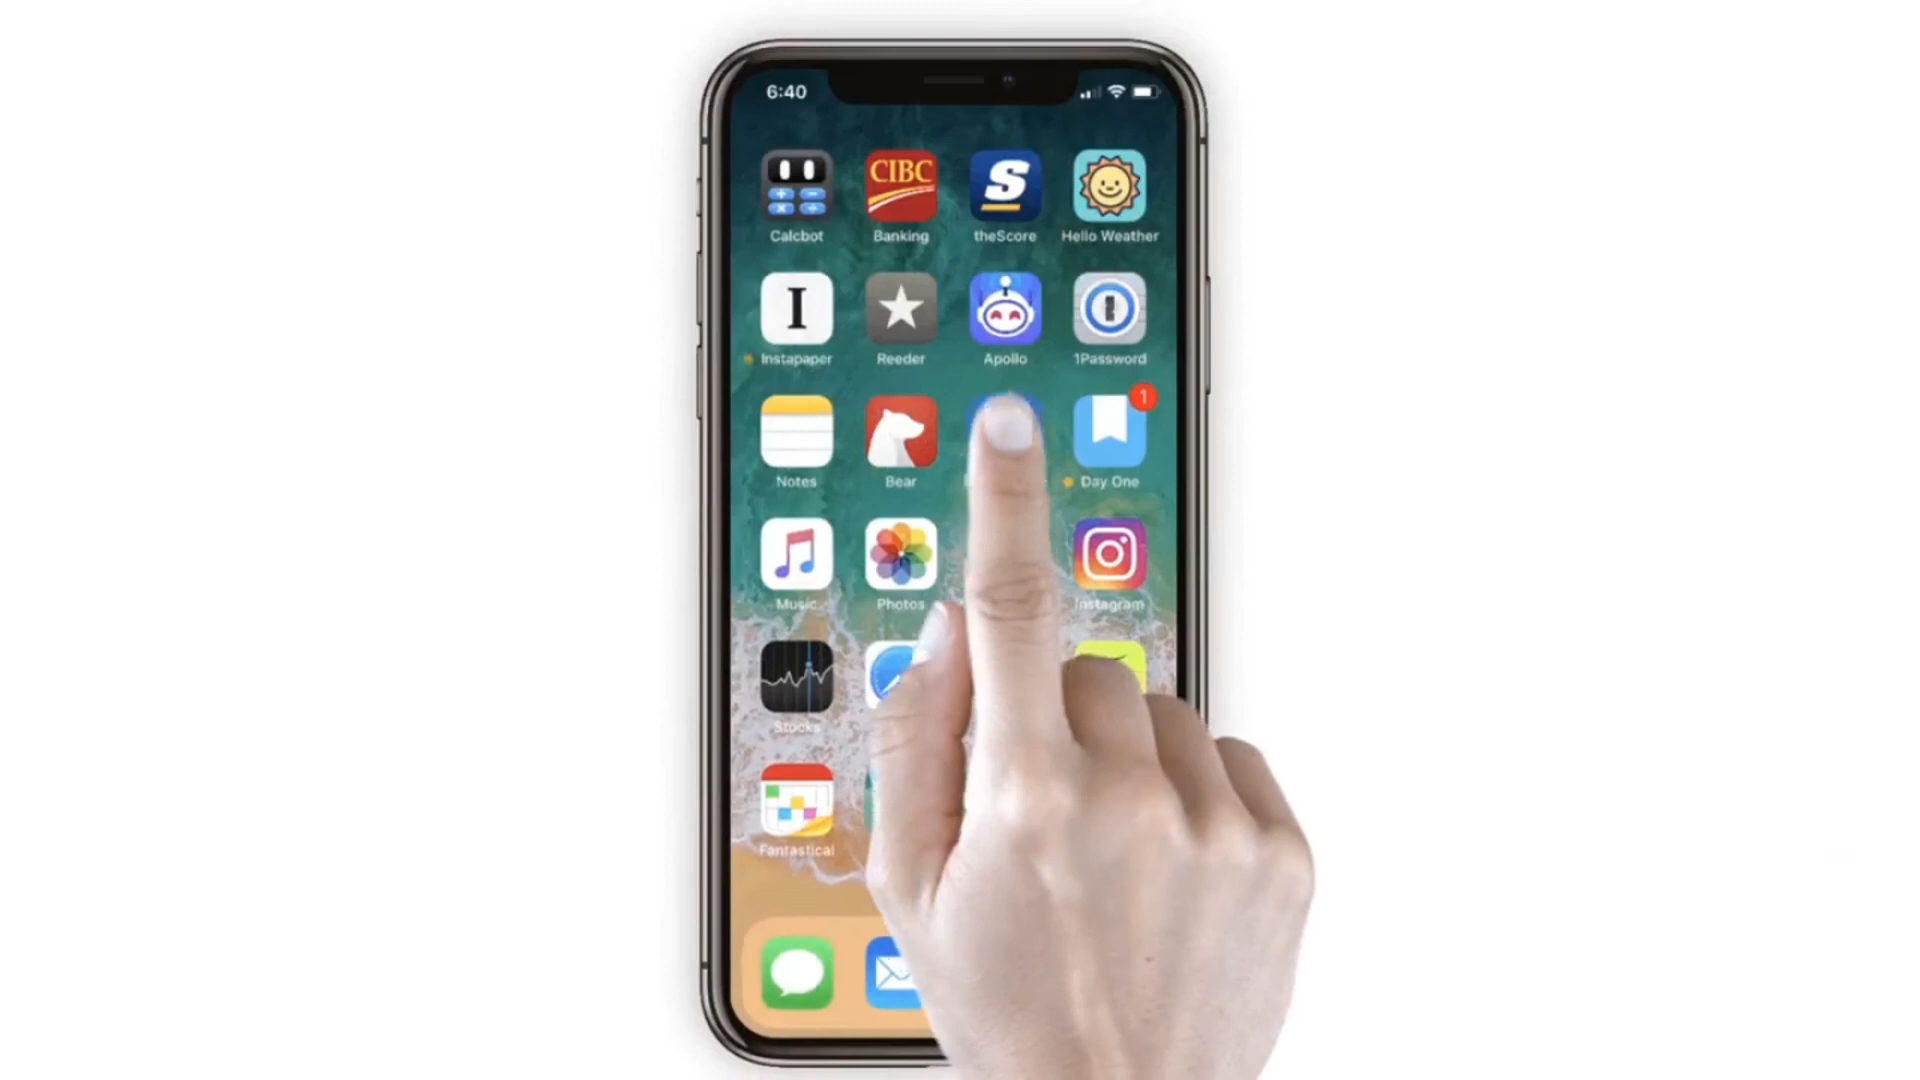 6:40
CIBC
S
Calcbot
Banking
theScore
Hello Weather
I
Instapaper
Reeder
Apollo
1Password
1
Notes
Bear
Day One
Music
Photos
Instagram
Stocks
Fantastical